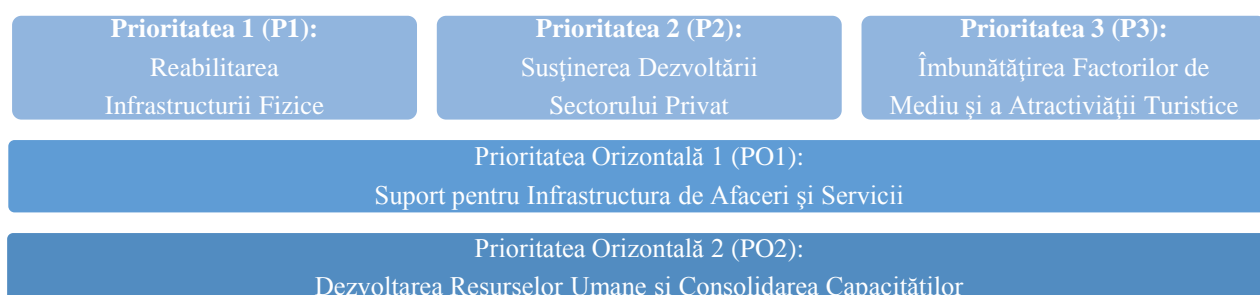 Prioritatea 1 (P1):
Reabilitarea
Infrastructurii Fizice
Prioritatea 2 (P2):
Susţinerea Dezvoltării
Sectorului Privat
Prioritatea 3 (P3):
Îmbunătăţirea Factorilor de
Mediu şi a Atractiviăţii Turistice
Prioritatea Orizontală 1 (PO1):
Suport pentru Infrastructura de Afaceri şi Servicii
Prioritatea Orizontală 2 (PO2):
Dezvoltarea Resurselor Umane şi Consolidarea Capacităţilor